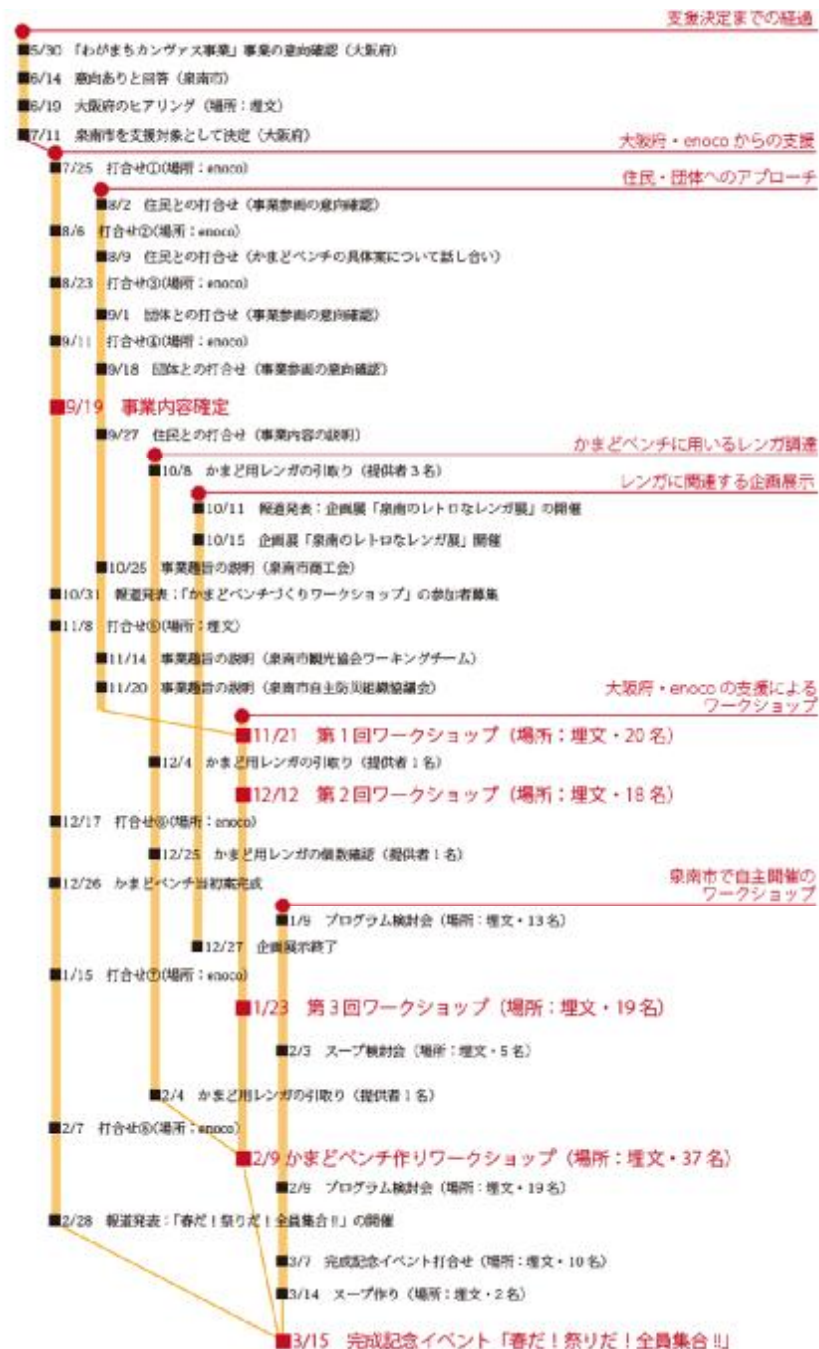 支援決定までの経過
■5/30 「わがまちカンヴァス事業」事業の意向確認（大阪府）
■6/14 意向ありと回答（泉南市）
■6/19 大阪府のヒアリング（場所：埋文）
■7/11 泉南市を支援対象として決定（大阪府）
大阪府・enocoからの支援
■7/25 打合せ①(場所：enoco)
住民・団体へのアプローチ
■8/2 住民との打合せ（事業参画の意向確認）
■8/6 打合せ②(場所：enoco)
■8/9 住民との打合せ（かまどベンチの具体案について話し合い）
■8/23 打合せ③(場所：enoco)
■9/1 団体との打合せ（事業参画の意向確認）
■9/11 打合せ④(場所：enoco)
■9/18 団体との打合せ（事業参画の意向確認）
■9/19 事業内容確定
■9/27 住民との打合せ（事業内容の説明）
かまどベンチに用いるレンガ調達
■10/8 かまど用レンガの引取り（提供者3名）
レンガに関連する企画展示
■10/11 報道発表：企画展「泉南のレトロなレンガ展」の開催
■10/15 企画展「泉南のレトロなレンガ展」開催
■10/25 事業趣旨の説明（泉南市商工会）
■10/31 報道発表：「かまどベンチづくりワークショップ」の参加者募集
■11/8 打合せ⑤(場所：埋文)
■11/14 事業趣旨の説明（泉南市観光協会ワーキングチーム）
■11/20 事業趣旨の説明（泉南市自主防災組織協議会）
大阪府・enocoの支援による
ワークショップ
■11/21 第1回ワークショップ（場所：埋文・20名）
■12/4 かまど用レンガの引取り（提供者1名）
■12/12 第2回ワークショップ（場所：埋文・18名）
■12/17 打合せ⑥(場所：enoco)
■12/25 かまど用レンガの個数確認（提供者1名）
■12/26 かまどベンチ当初案完成
泉南市で自主開催の
ワークショップ
■1/9 プログラム検討会（場所：埋文・13名）
■12/27 企画展示終了
■1/15 打合せ⑦(場所：enoco)
■1/23 第3回ワークショップ（場所：埋文・19名）
■2/3 スープ検討会（場所：埋文・5名）
■2/4 かまど用レンガの引取り（提供者1名）
■2/7 打合せ⑧(場所：enoco)
■2/9 かまどベンチ作りワークショップ（場所：埋文・37名）
■2/9 プログラム検討会（場所：埋文・19名）
■2/28 報道発表：「春だ！祭りだ！全員集合!!」の開催
■3/7 完成記念イベント打合せ（場所：埋文・10名）
■3/14 スープ作り（場所：埋文・2名）
■3/15 完成記念イベント「春だ！祭りだ！全員集合!!」